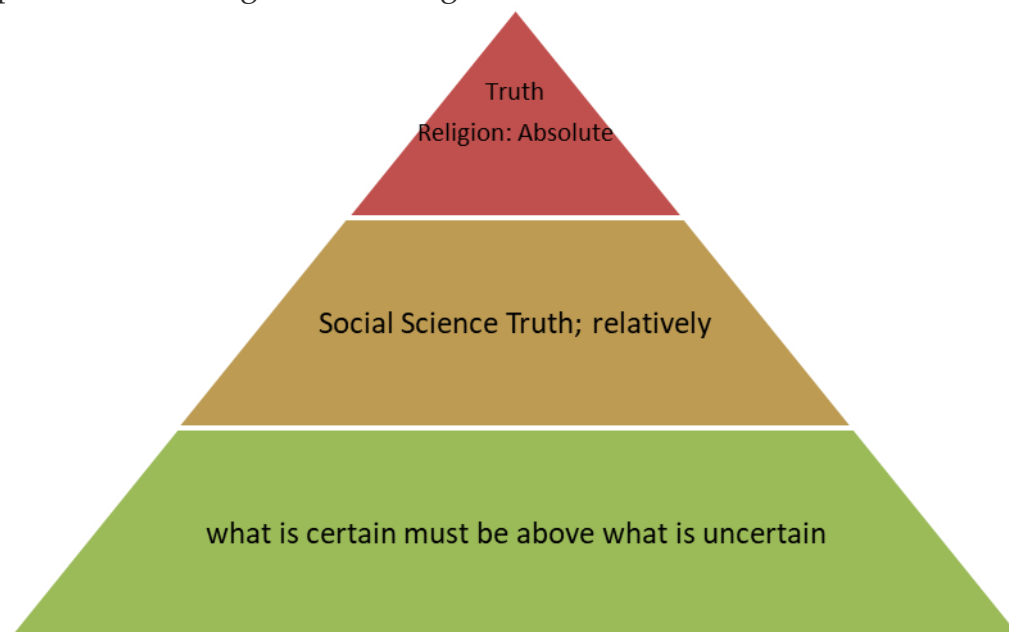 Truth
Religion: Absolute
Social Science Truth; relatively
what is certain must be above what is uncertain